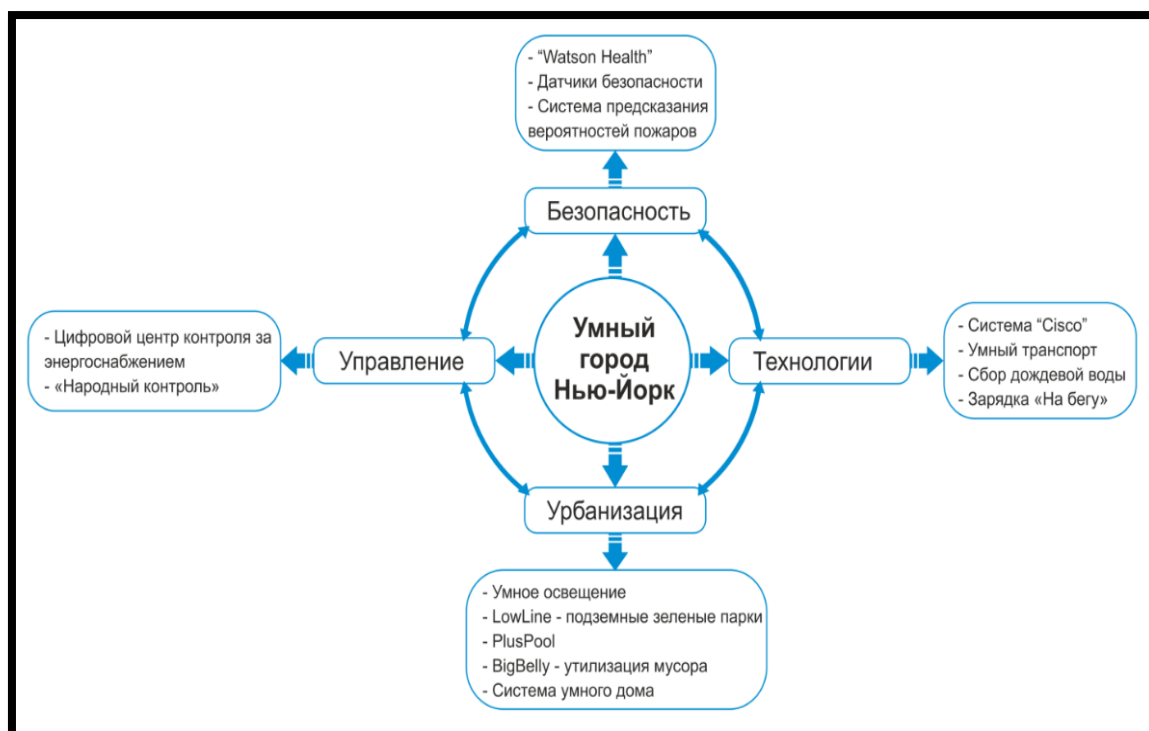 - “Watson Health”
- Датчики безопасности
- Система предсказания
вероятностей пожаров
Безопасность
- Цифровой центр контроля за
энергоснабжением
- «Народный контроль»
Управление
Умный
город
Нью-Йорк
Технологии
- Система “Cisco”
- Умный транспорт
- Сбор дождевой воды
- Зарядка «На бегу»
Урбанизация
- Умное освещение
- LowLine - подземные зеленые парки
- PlusPool
- BigBelly - утилизация мусора
- Система умного дома